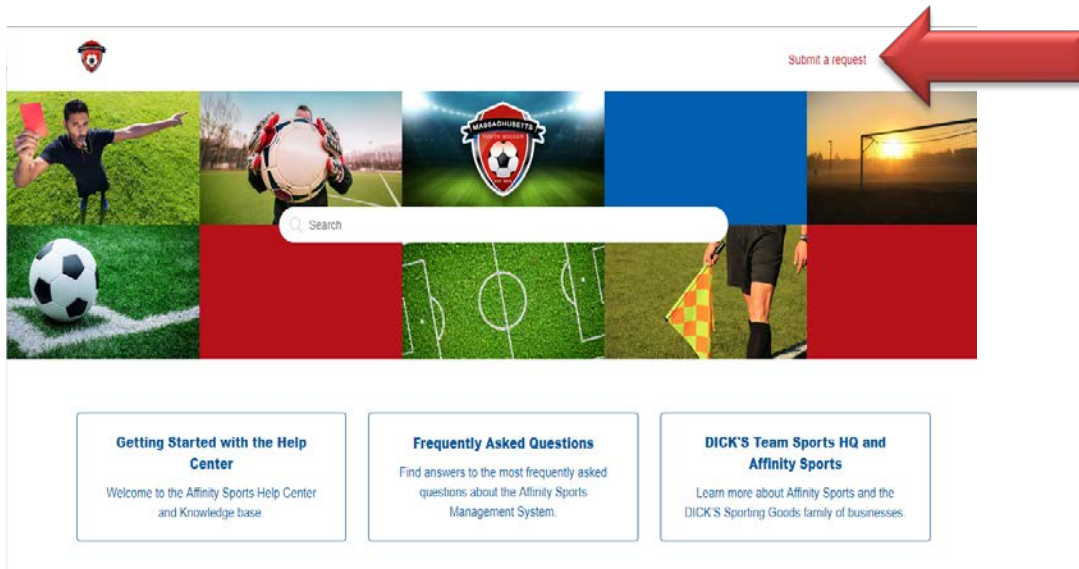 Submit a request
MASSACHUSETTS
YOUTH SOCCER
Search
Getting Started with the Help
Center
Welcome to the Affinity Sports Help Center
and Knowledge base.
Frequently Asked Questions
Find answers to the most frequently asked
questions about the Affinity Sports
Management System.
DICK'S Team Sports HQ and
Affinity Sports
Learn more about Affinity Sports and the
DICK'S Sporting Goods family of businesses.